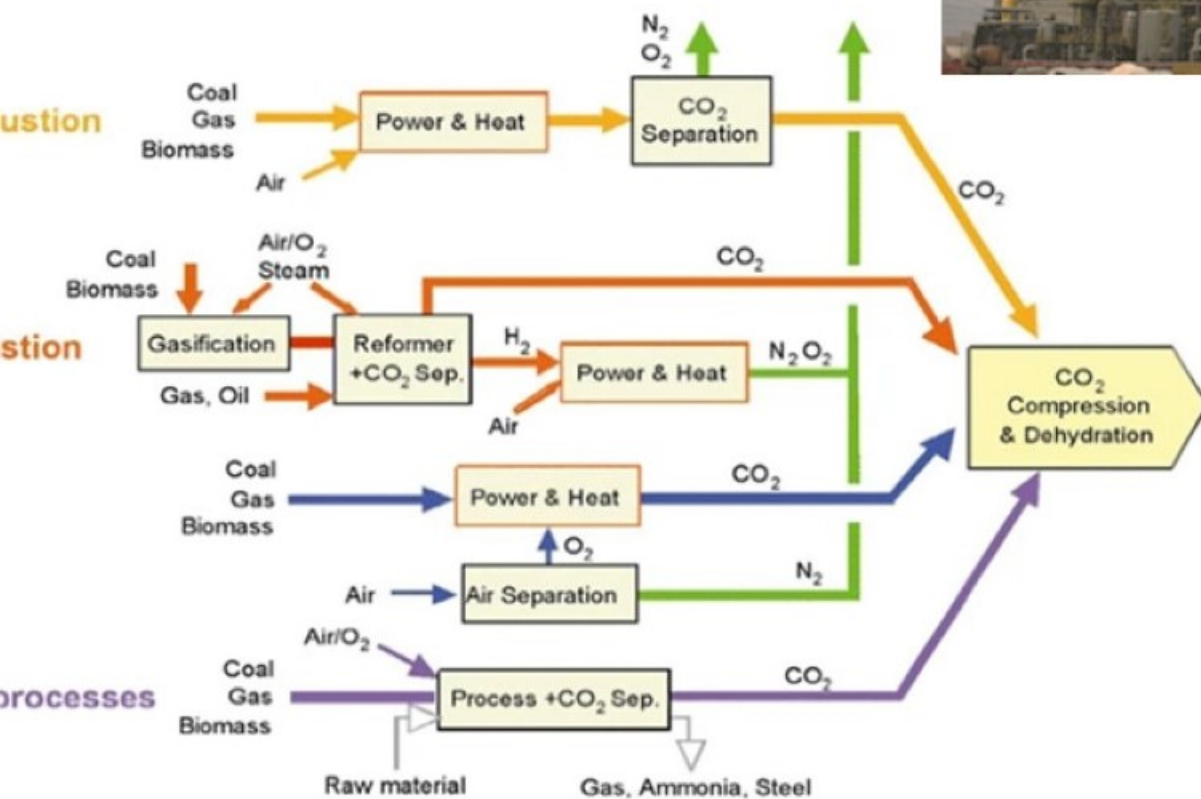 N2
O2
Coal
Gas
Biomass
Air
ustion
Power & Heat
CO2
Separation
CO2
Air/O2
Steam
Coal
Biomass
CO2
stion
Gasification
Reformer
+CO2 Sep.
H2
Power & Heat
N2 O2
Gas, Oil
Air
CO2
Compression
& Dehydration
Coal
Gas
Biomass
Power & Heat
CO2
O2
Air
Air Separation
N2
Air/O2
processes
Coal
Gas
Biomass
Process +CO2 Sep.
CO2
Raw material
Gas, Ammonia, Steel